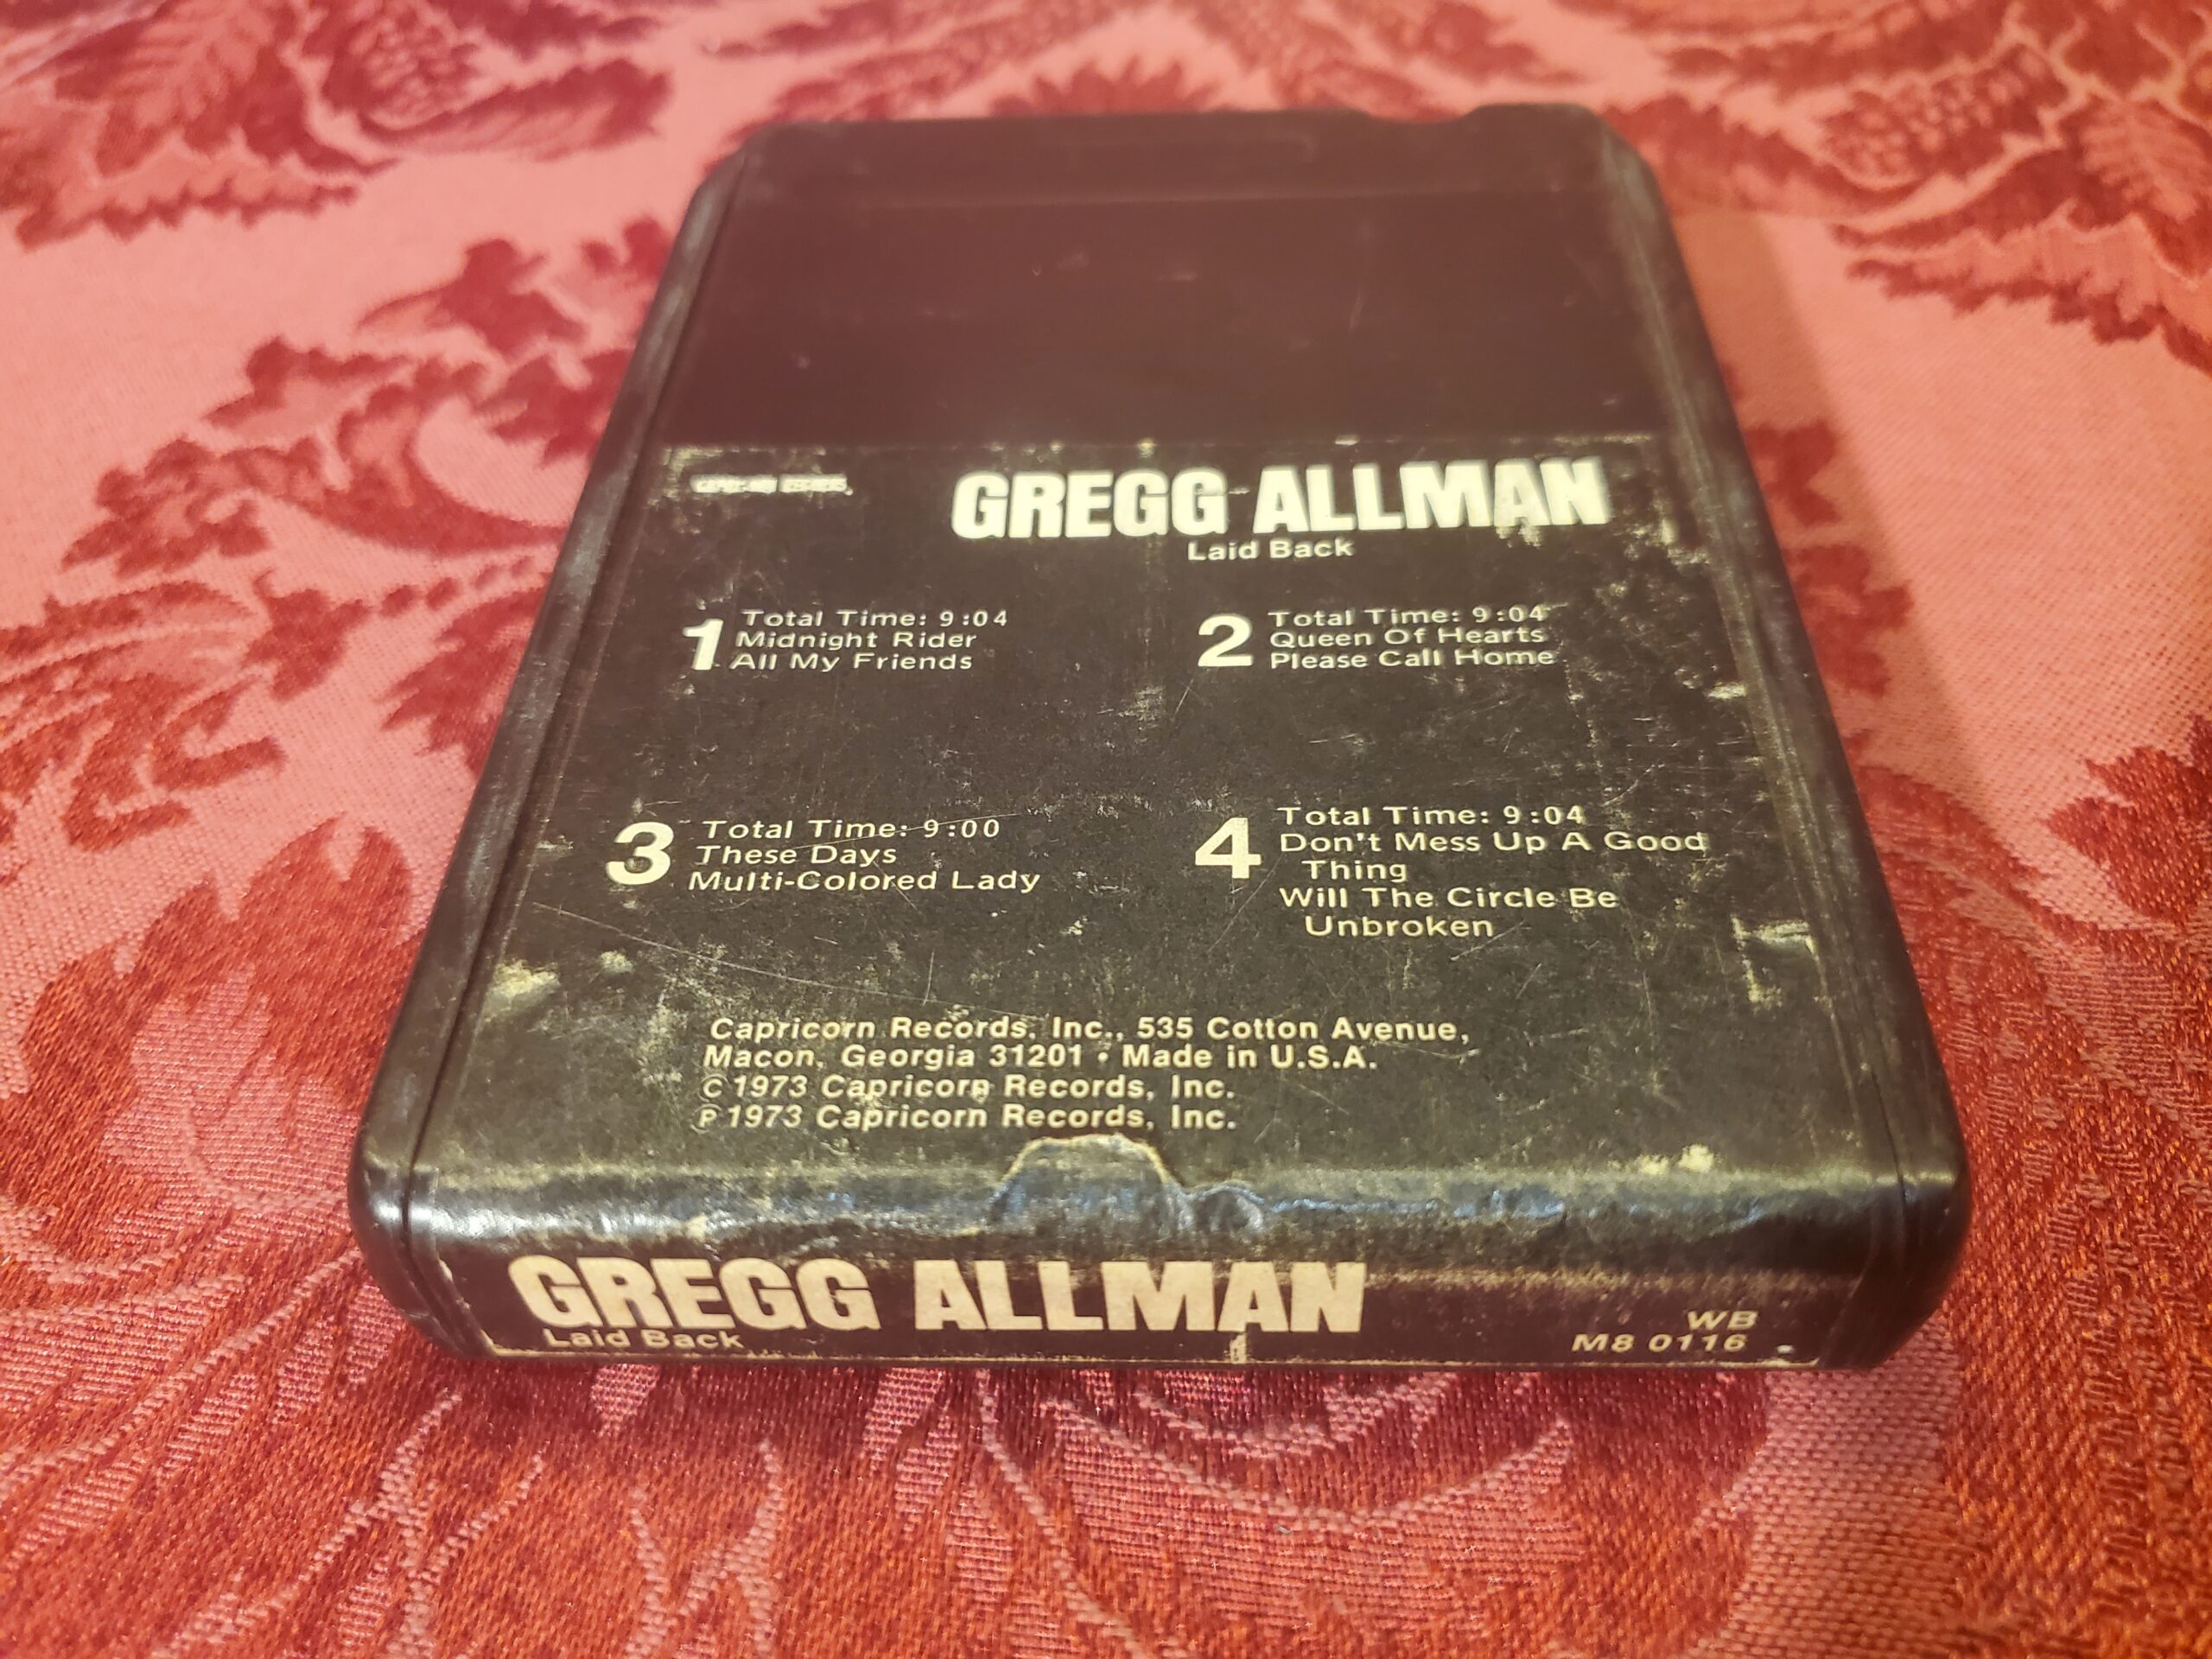 GREGG ALLMAN
Laid Back
1 Total Time: 9:04
Midnight Rider
All My Friends
2 Total Time: 9:04
Queen Of Hearts
Please Call Home
3 Total Time: 9:00
These Days
Multi-Colored Lady
4 Total Time: 9:04
Don't Mess Up A Good
Thing
Will The Circle Be
Unbroken
Capricorn Records, Inc., 535 Cotton Avenue,
Macon, Georgia 31201 • Made in U.S.A.
© 1973 Capricorn Records, Inc.
℗ 1973 Capricorn Records, Inc.
GREGG ALLMAN
Laid Back
WB
M8 0116